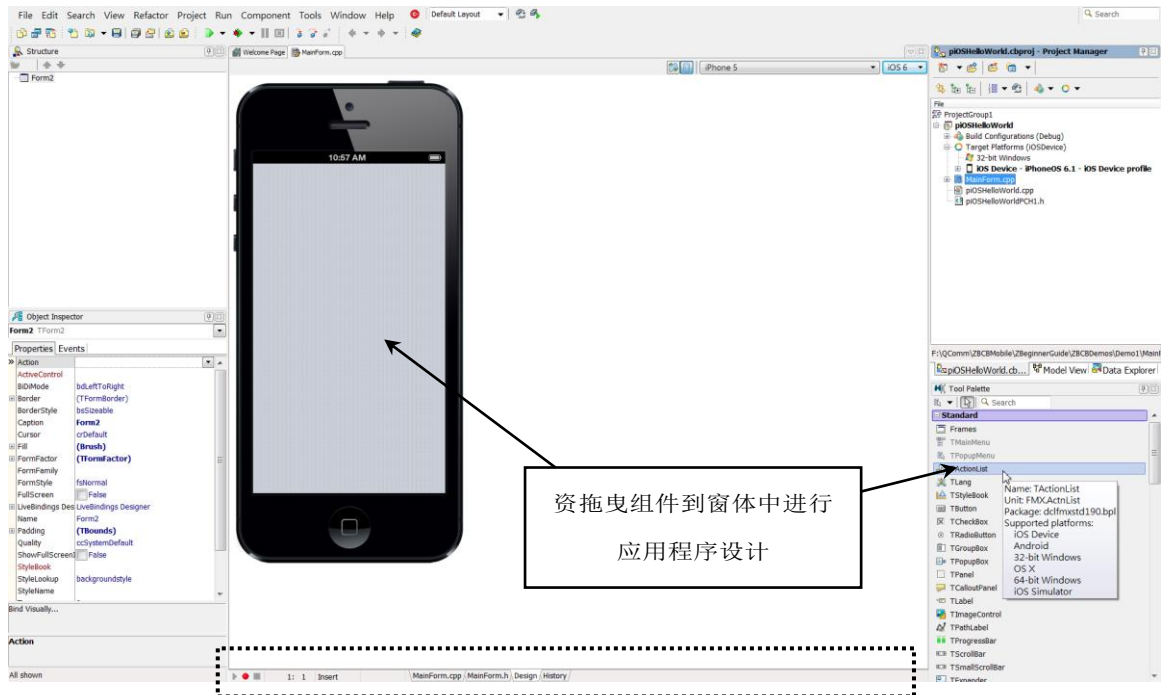 File Edit Search View Refactor Project Run Component Tools Window Help Default Layout Search
Structure
Form2
Welcome Page MainForm.cpp
iPhone 5 iOS 6
10:57 AM
piOSHelloWorld.cbproj - Project Manager
File
ProjectGroup1
piOSHelloWorld
Build Configurations (Debug)
Target Platforms (iOSDevice)
32-bit Windows
iOS Device - iPhoneOS 6.1 - iOS Device profile
MainForm.cpp
piOSHelloWorld.cpp
piOSHelloWorldPCH1.h
Object Inspector
Form2 TForm2
Properties Events
Action
ActiveControl
BiDiMode bdLeftToRight
Border (TFormBorder)
BorderStyle bsSizeable
Caption Form2
Cursor crDefault
Fill (Brush)
FormFactor (TFormFactor)
FormFamily
FormStyle fsNormal
FullScreen False
LiveBindings Des LiveBindings Designer
Name Form2
Padding (TBounds)
Quality ccSystemDefault
ShowFullScreenI False
StyleBook
StyleLookup backgroundstyle
StyleName
Bind Visually...
Action
All shown
资拖曳组件到窗体中进行
应用程序设计
F:\QComm\ZBCBMobile\ZBeginnerGuide\ZBCBDemos\Demo1\MainF
piOSHelloWorld.cb... Model View Data Explorer
Tool Palette
Search
Standard
Frames
TMainMenu
TPopupMenu
TActionList
TLang
TStyleBook
TButton
TCheckBox
TRadioButton
TGroupBox
TPopupBox
TPanel
TCalloutPanel
TLabel
TImageControl
TPathLabel
TProgressBar
TScrollBar
TSmallScrollBar
TExpander
Name: TActionList
Unit: FMX.ActnList
Package: dclfmxstd190.bpl
Supported platforms:
iOS Device
Android
32-bit Windows
OS X
64-bit Windows
iOS Simulator
1: 1 Insert MainForm.cpp MainForm.h Design History